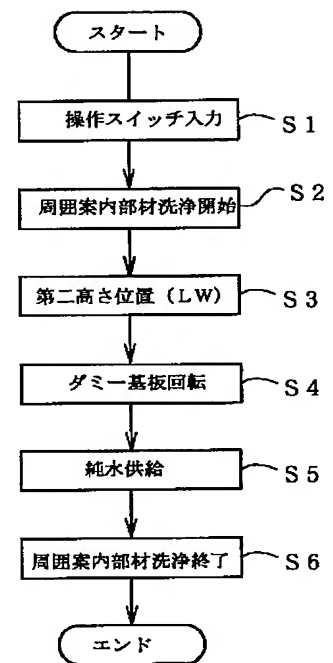 スタート
操作スイッチ入力
S1
周囲案内部材洗浄開始
S2
第二高さ位置(LW)
S3
ダミー基板回転
S4
純水供給
S5
周囲案内部材洗浄終了
S6
エンド